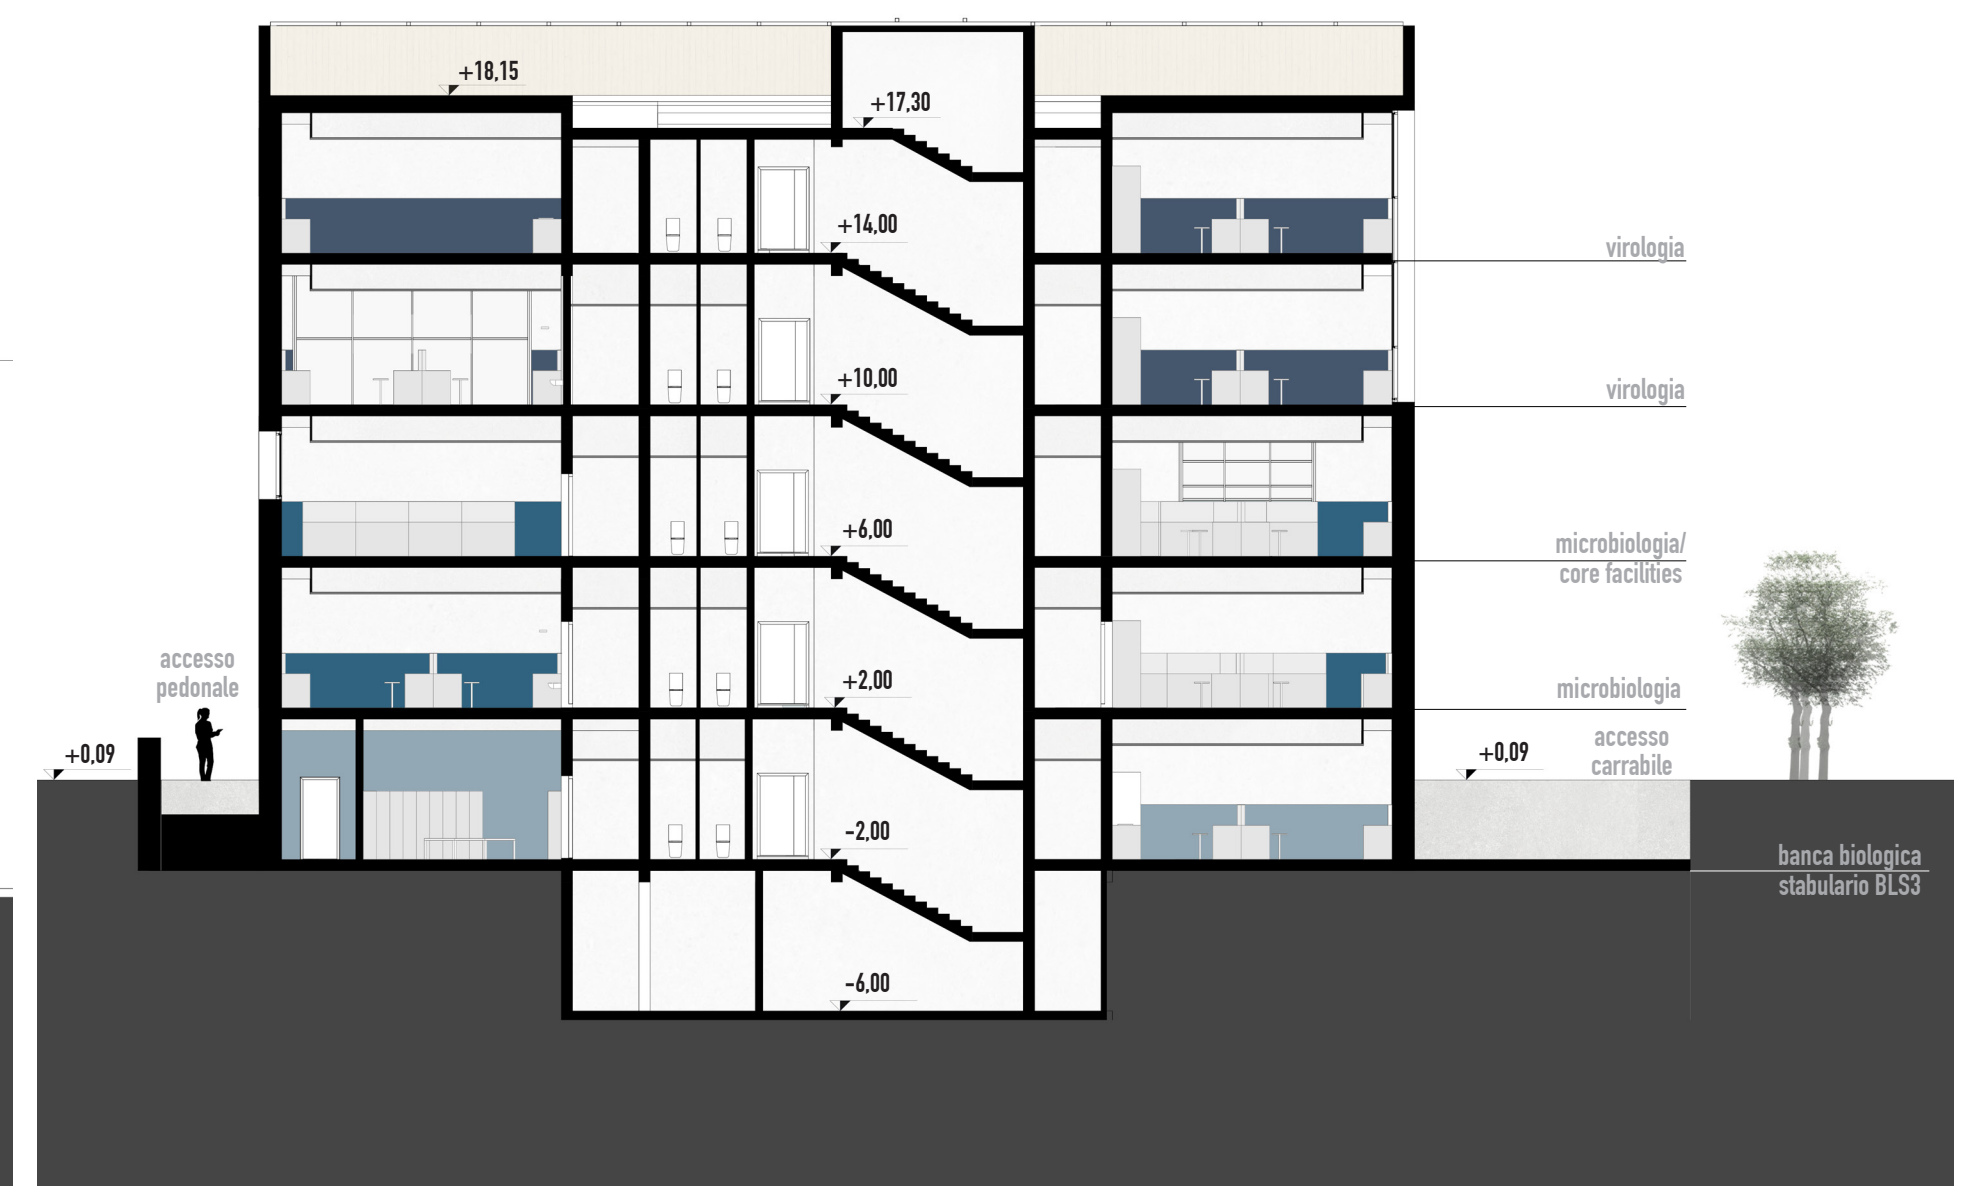 +18,15
+17,30
+14,00
virologia
+10,00
virologia
+6,00
microbiologia/
core facilities
accesso
pedonale
+2,00
microbiologia
+0,09
+0,09
accesso
carrabile
-2,00
banca biologica
stabulario BLS3
-6,00